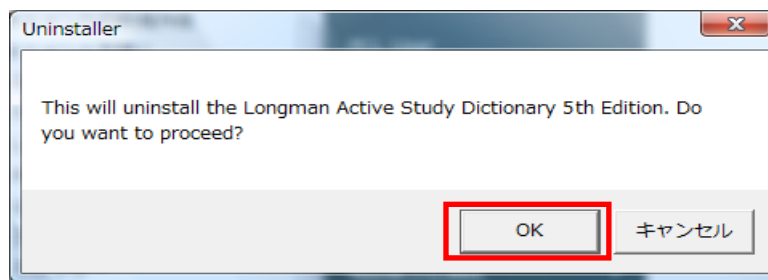 Uninstaller
This will uninstall the Longman Active Study Dictionary 5th Edition. Do
you want to proceed?
OK
キャンセル